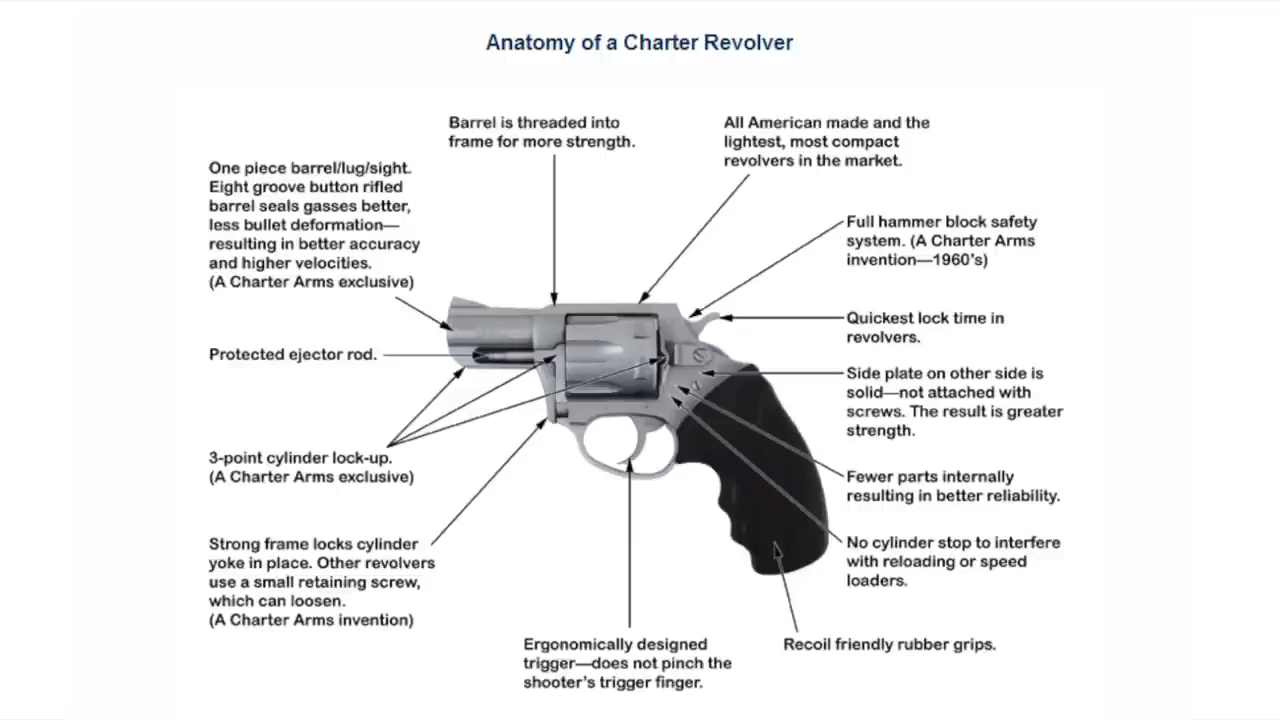 Anatomy of a Charter Revolver
Barrel is threaded into
frame for more strength.
All American made and the
lightest, most compact
revolvers in the market.
One piece barrel/lug/sight.
Eight groove button rifled
barrel seals gasses better,
less bullet deformation—
resulting in better accuracy
and higher velocities.
(A Charter Arms exclusive)
Full hammer block safety
system. (A Charter Arms
invention—1960's)
Quickest lock time in
revolvers.
Protected ejector rod.
Side plate on other side is
solid—not attached with
screws. The result is greater
strength.
3-point cylinder lock-up.
(A Charter Arms exclusive)
Fewer parts internally
resulting in better reliability.
Strong frame locks cylinder
yoke in place. Other revolvers
use a small retaining screw,
which can loosen.
(A Charter Arms invention)
No cylinder stop to interfere
with reloading or speed
loaders.
Ergonomically designed
trigger—does not pinch the
shooter's trigger finger.
Recoil friendly rubber grips.